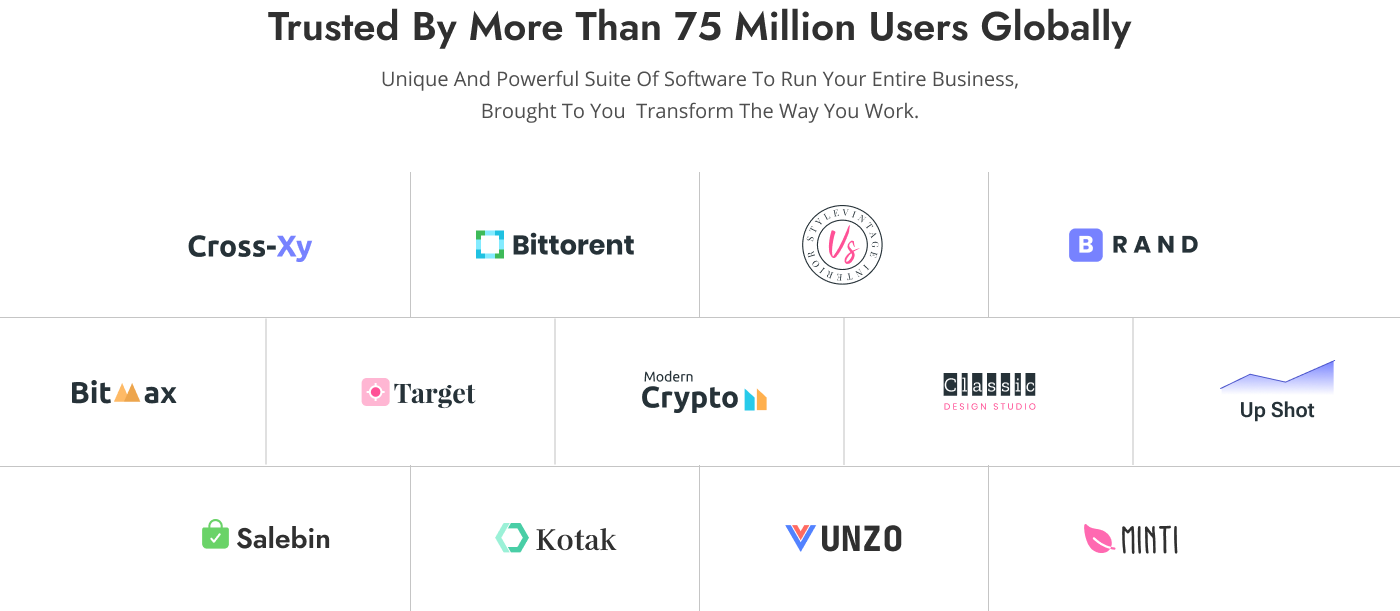 Trusted By More Than 75 Million Users Globally
Unique And Powerful Suite Of Software To Run Your Entire Business,
Brought To You  Transform The Way You Work.
Cross-Xy
Bittorent
STYLEVINTAGE INTERIOR
Vs
B RAND
Bit ax
Target
Modern
Crypto
Classic
DESIGN STUDIO
Up Shot
Salebin
Kotak
UNZO
MINTI